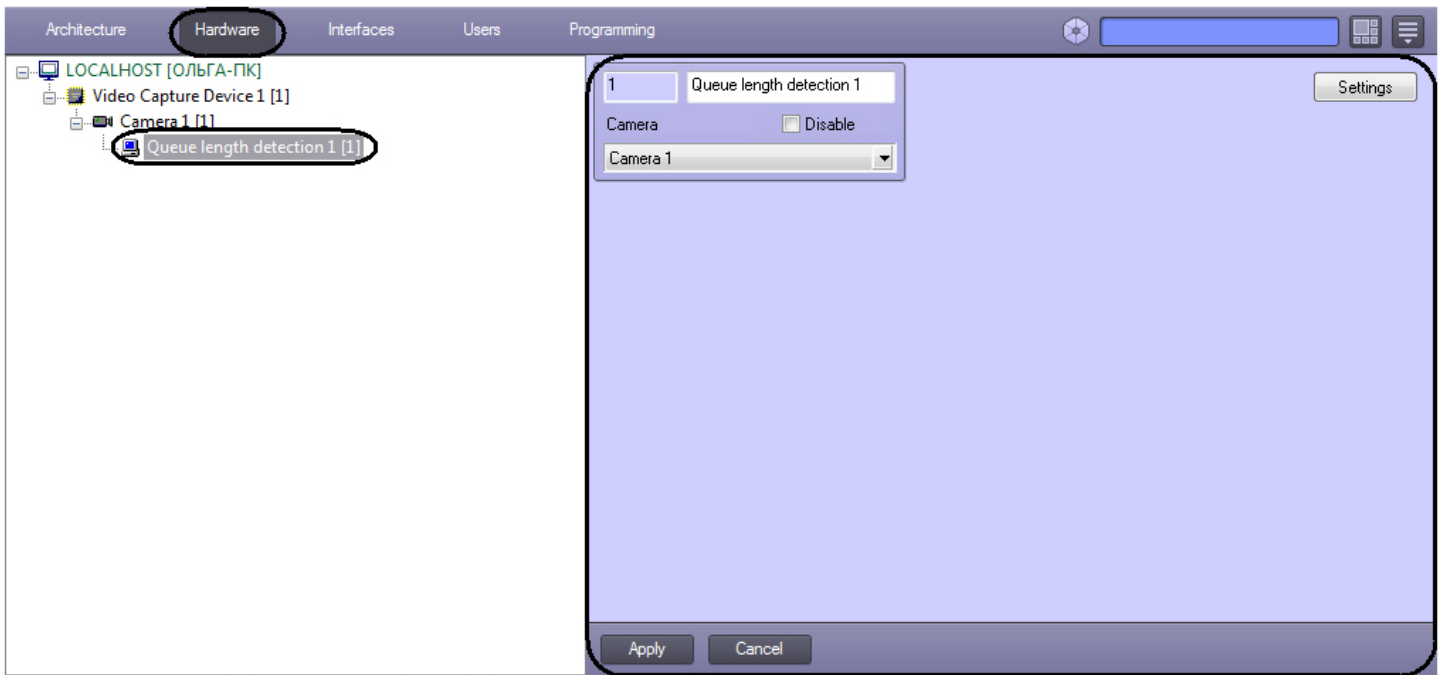 Architecture Hardware Interfaces Users Programming
LOCALHOST [ОЛЬГА-ПК]
Video Capture Device 1 [1]
Camera 1 [1]
Queue length detection 1 [1]
1 Queue length detection 1
Settings
Camera Disable
Camera 1
Apply Cancel